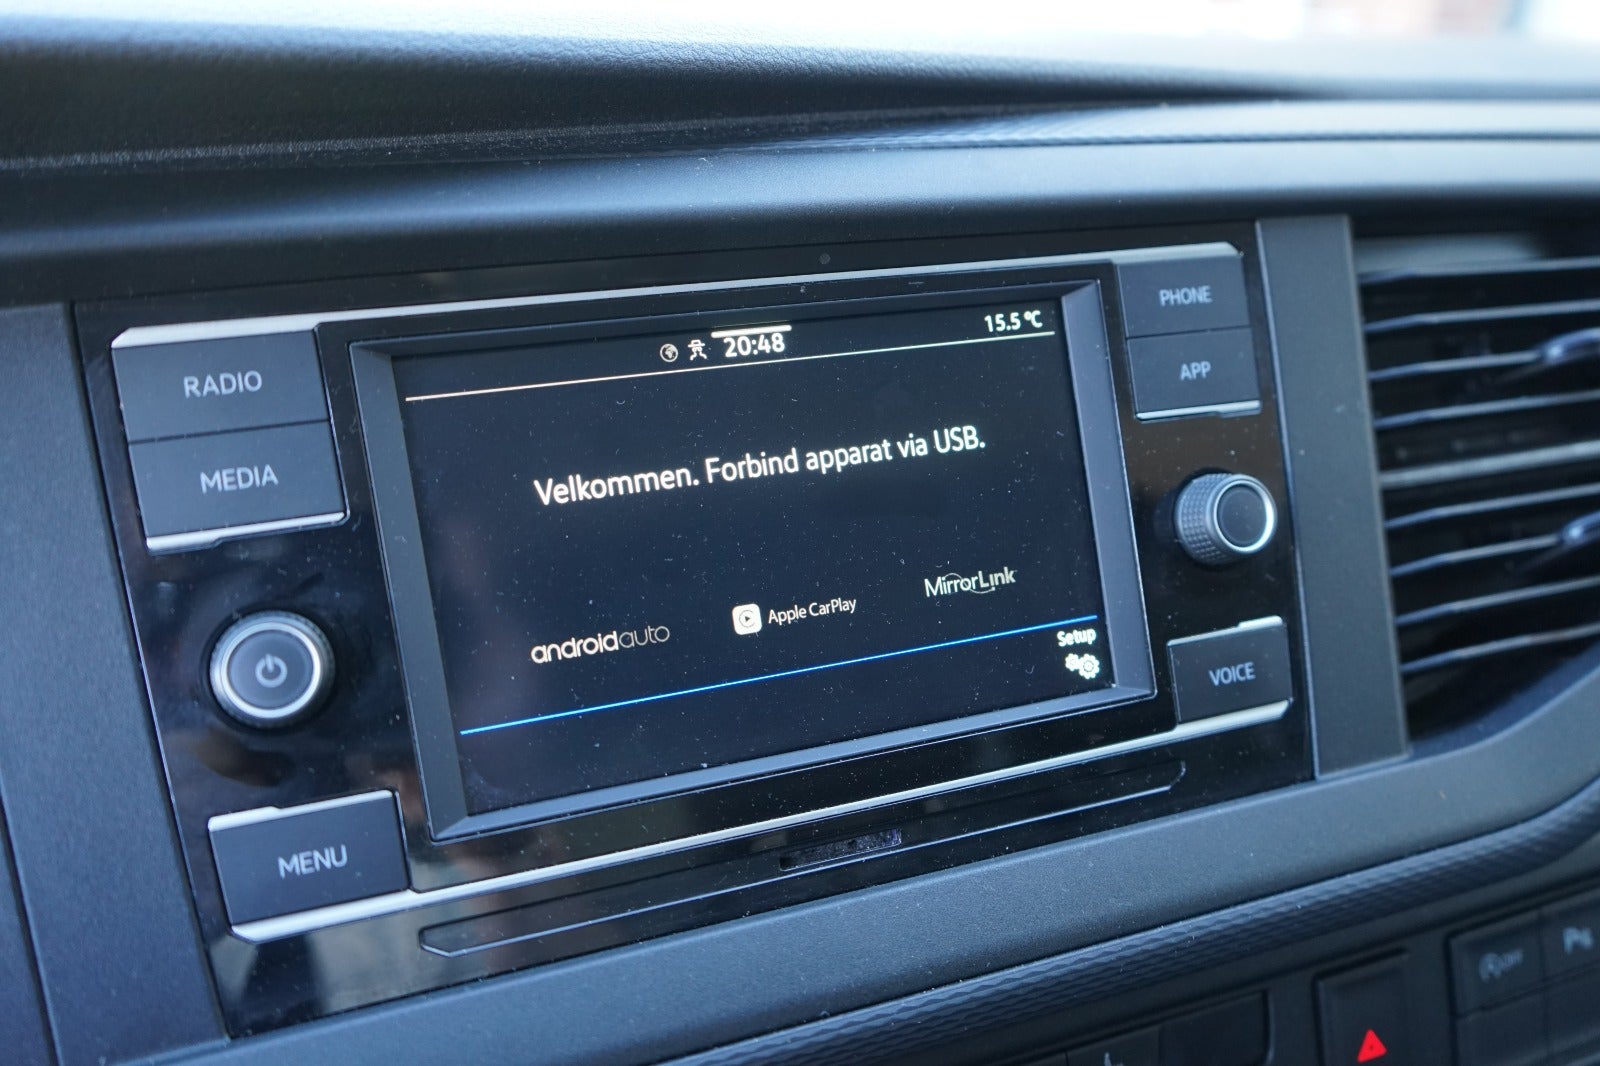 RADIO
MEDIA
MENU
20:48
15.5°C
Velkommen. Forbind apparat via USB.
androidauto
Apple CarPlay
MirrorLink
Setup
PHONE
APP
VOICE
OFF
P